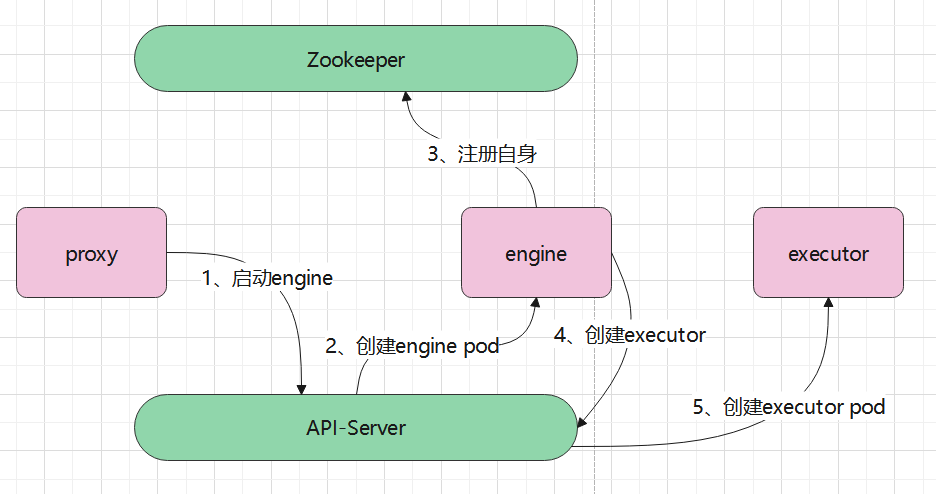 Zookeeper
3、注册自身
proxy
engine
executor
1、启动engine
2、创建engine pod
4、创建executor
5、创建executor pod
API-Server